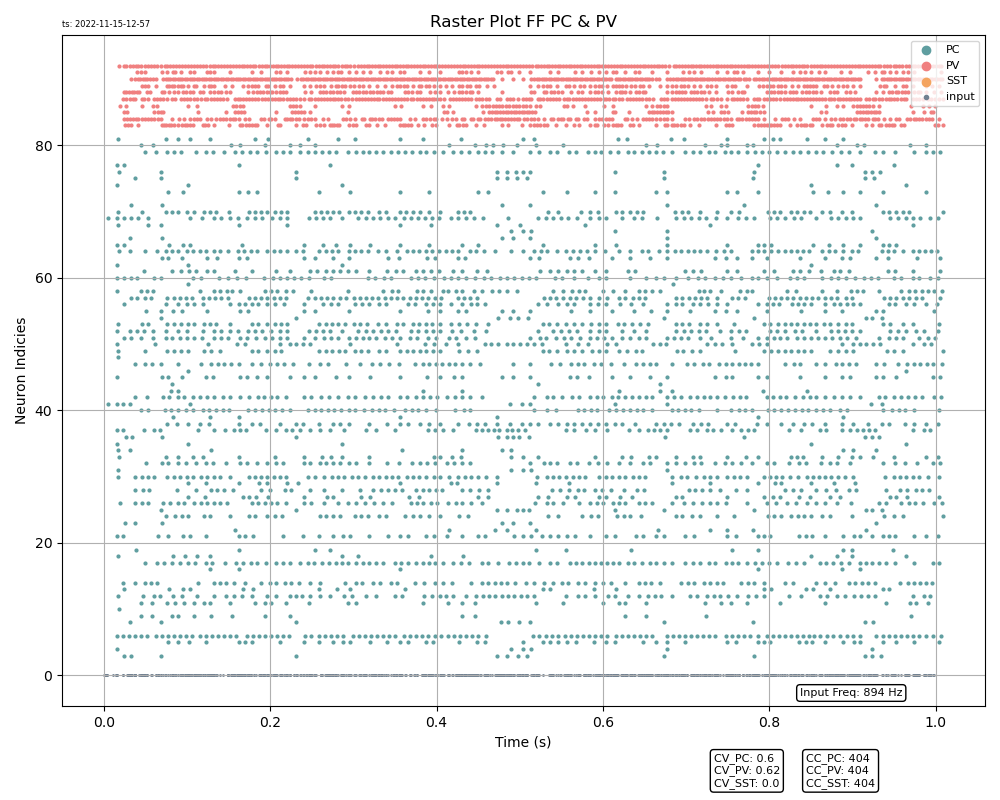 ts: 2022-11-15-12-57
Raster Plot FF PC & PV
PC
PV
SST
input
Neuron Indicies
80
60
40
20
0
Input Freq: 894 Hz
0.0 0.2 0.4 0.6 0.8 1.0
Time (s)
CV_PC: 0.6
CV_PV: 0.62
CV_SST: 0.0
CC_PC: 404
CC_PV: 404
CC_SST: 404